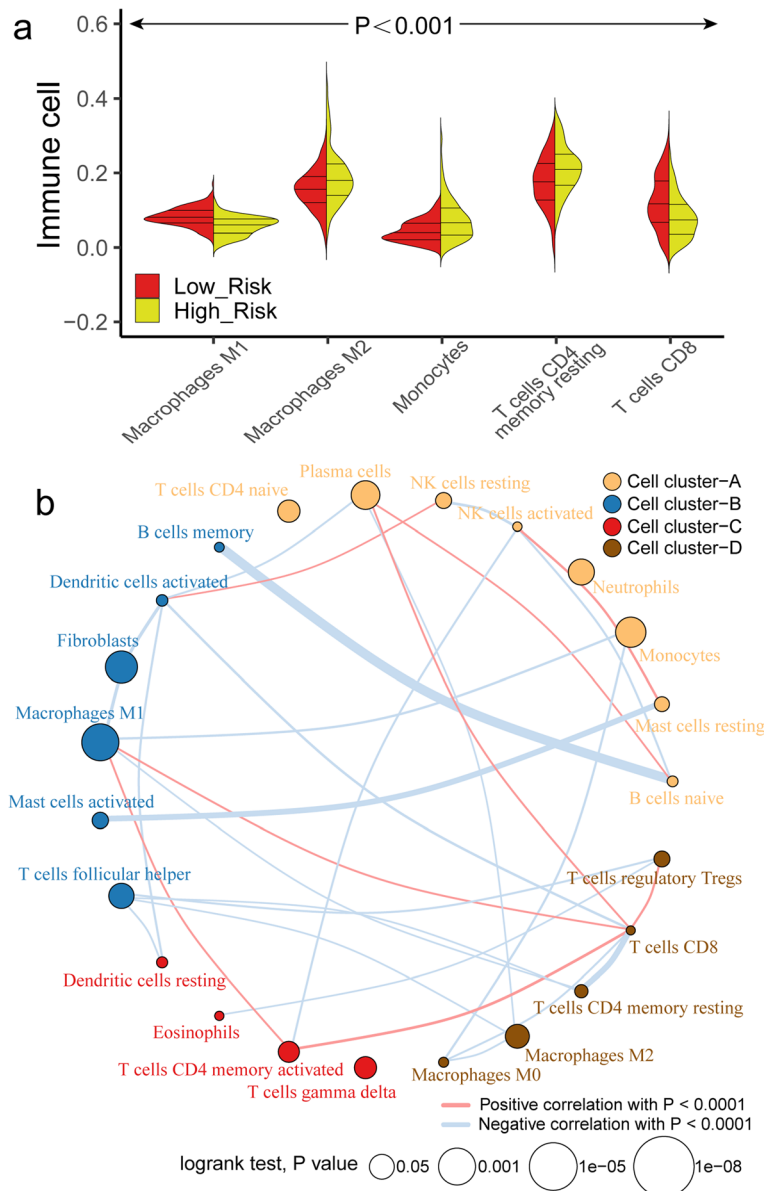 a
P<0.001
Immune cell
0.6
0.4
0.2
0.0
−0.2
Low_Risk
High_Risk
Macrophages M1
Macrophages M2
Monocytes
T cells CD4
memory resting
T cells CD8
b
Cell cluster−A
Cell cluster−B
Cell cluster−C
Cell cluster−D
Plasma cells
NK cells resting
T cells CD4 naive
NK cells activated
B cells memory
Dendritic cells activated
Neutrophils
Fibroblasts
Monocytes
Macrophages M1
Mast cells resting
Mast cells activated
B cells naive
T cells follicular helper
T cells regulatory Tregs
T cells CD8
Dendritic cells resting
T cells CD4 memory resting
Eosinophils
Macrophages M2
T cells CD4 memory activated
Macrophages M0
T cells gamma delta
Positive correlation with P < 0.0001
Negative correlation with P < 0.0001
logrank test, P value
0.05
0.001
1e−05
1e−08